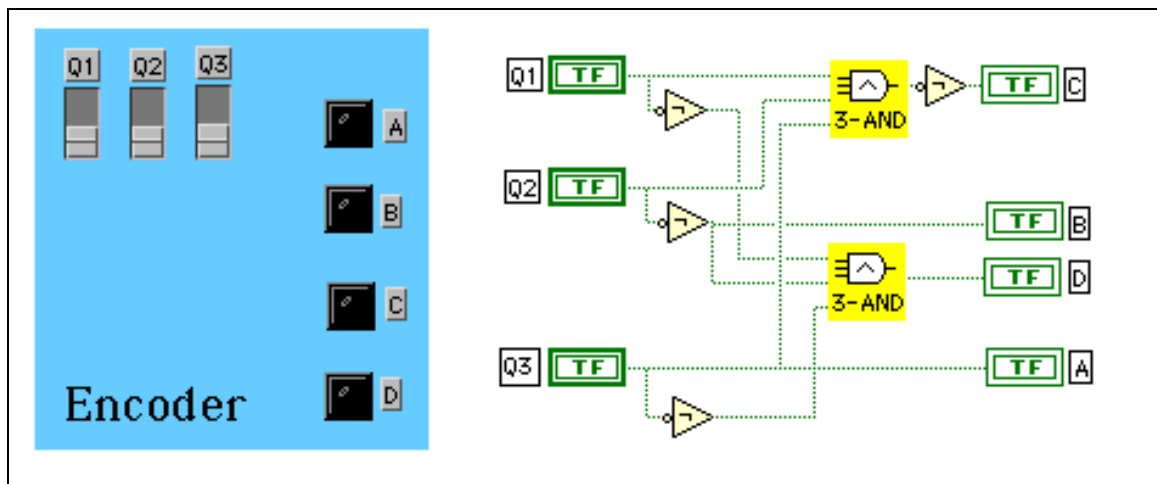 Q1 Q2 Q3
A
B
C
D
Encoder
Q1 TF
3-AND
TF C
Q2 TF
TF B
3-AND
TF D
Q3 TF
TF A